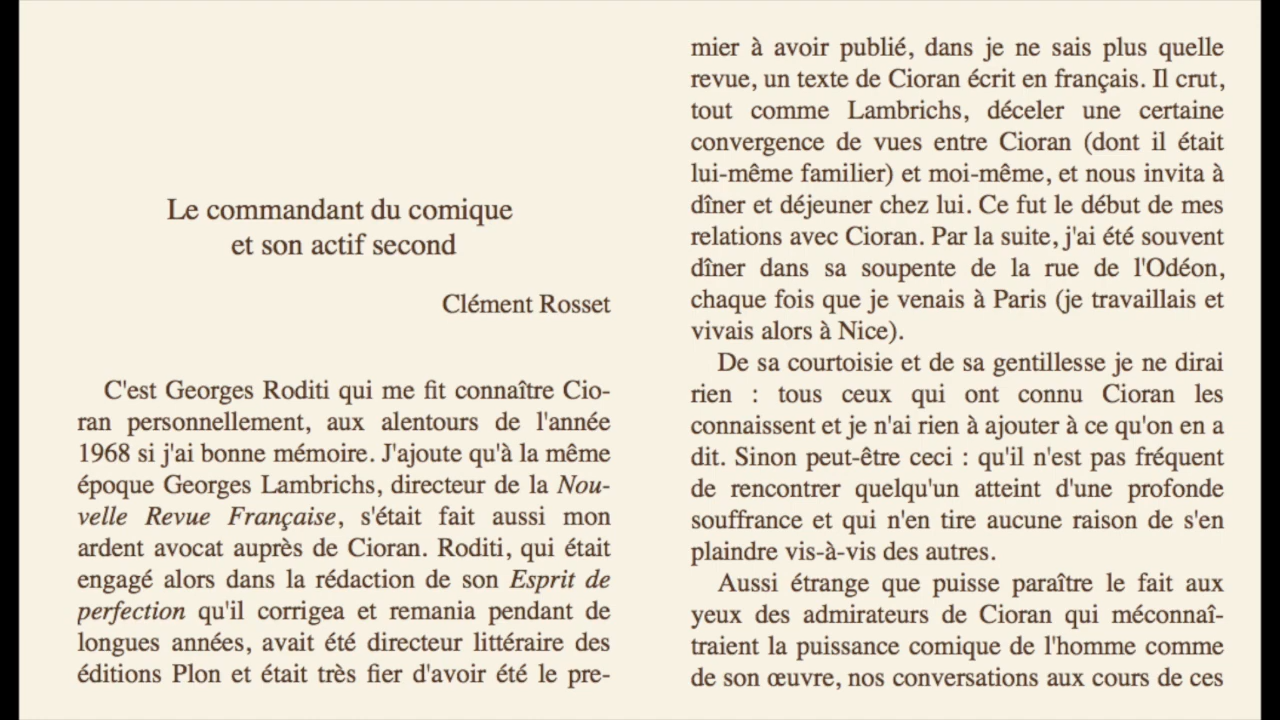 Le commandant du comique
et son actif second
Clément Rosset
C'est Georges Roditi qui me fit connaître Cio-
ran personnellement, aux alentours de l'année
1968 si j'ai bonne mémoire. J'ajoute qu'à la même
époque Georges Lambrichs, directeur de la Nou-
velle Revue Française, s'était fait aussi mon
ardent avocat auprès de Cioran. Roditi, qui était
engagé alors dans la rédaction de son Esprit de
perfection qu'il corrigea et remania pendant de
longues années, avait été directeur littéraire des
éditions Plon et était très fier d'avoir été le pre-
mier à avoir publié, dans je ne sais plus quelle
revue, un texte de Cioran écrit en français. Il crut,
tout comme Lambrichs, déceler une certaine
convergence de vues entre Cioran (dont il était
lui-même familier) et moi-même, et nous invita à
dîner et déjeuner chez lui. Ce fut le début de mes
relations avec Cioran. Par la suite, j'ai été souvent
dîner dans sa soupente de la rue de l'Odéon,
chaque fois que je venais à Paris (je travaillais et
vivais alors à Nice).
De sa courtoisie et de sa gentillesse je ne dirai
rien : tous ceux qui ont connu Cioran les
connaissent et je n'ai rien à ajouter à ce qu'on en a
dit. Sinon peut-être ceci : qu'il n'est pas fréquent
de rencontrer quelqu'un atteint d'une profonde
souffrance et qui n'en tire aucune raison de s'en
plaindre vis-à-vis des autres.
Aussi étrange que puisse paraître le fait aux
yeux des admirateurs de Cioran qui méconnaî-
traient la puissance comique de l'homme comme
de son œuvre, nos conversations aux cours de ces